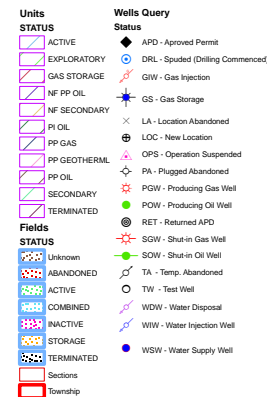 Units
STATUS
ACTIVE
EXPLORATORY
GAS STORAGE
NF PP OIL
NF SECONDARY
PI OIL
PP GAS
PP GEOTHERML
PP OIL
SECONDARY
TERMINATED
Fields
STATUS
Unknown
ABANDONED
ACTIVE
COMBINED
INACTIVE
STORAGE
TERMINATED
Sections
Township
Wells Query
Status
APD - Aproved Permit
DRL - Spuded (Drilling Commenced)
GIW - Gas Injection
GS - Gas Storage
LA - Location Abandoned
LOC - New Location
OPS - Operation Suspended
PA - Plugged Abandoned
PGW - Producing Gas Well
POW - Producing Oil Well
RET - Returned APD
SGW - Shut-in Gas Well
SOW - Shut-in Oil Well
TA - Temp. Abandoned
TW - Test Well
WDW - Water Disposal
WIW - Water Injection Well
WSW - Water Supply Well